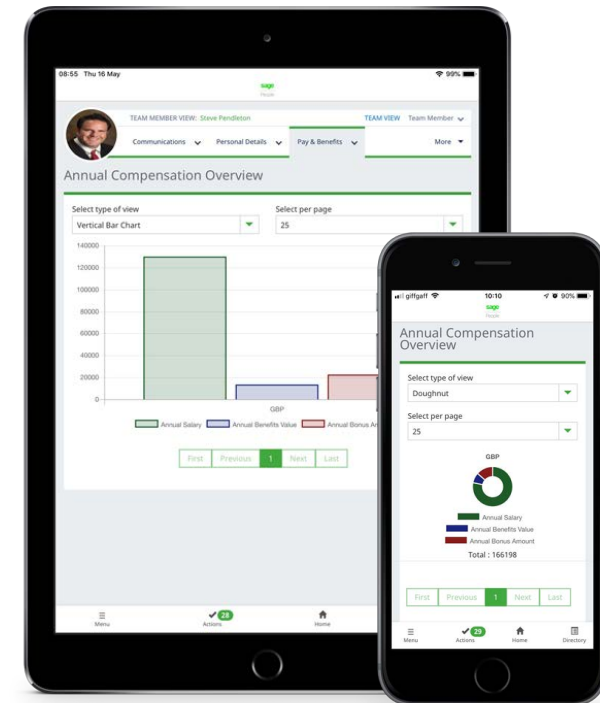 08:55 Thu 16 May
99%
sage
People
TEAM MEMBER VIEW: Steve Pendleton
TEAM VIEW Team Member
Communications Personal Details Pay & Benefits More
Annual Compensation Overview
Select type of view Select per page
Vertical Bar Chart 25
140000
120000
100000
80000
60000
40000
20000
0
GBP
Annual Salary Annual Benefits Value Annual Bonus
First Previous 1 Next Last
28
Menu Actions Home
giffgaff 10:10 90%
sage
People
Annual Compensation
Overview
Select type of view
Doughnut
Select per page
25
GBP
Annual Salary
Annual Benefits Value
Annual Bonus Amount
Total : 166198
First Previous 1 Next Last
29
Menu Actions Home Directory